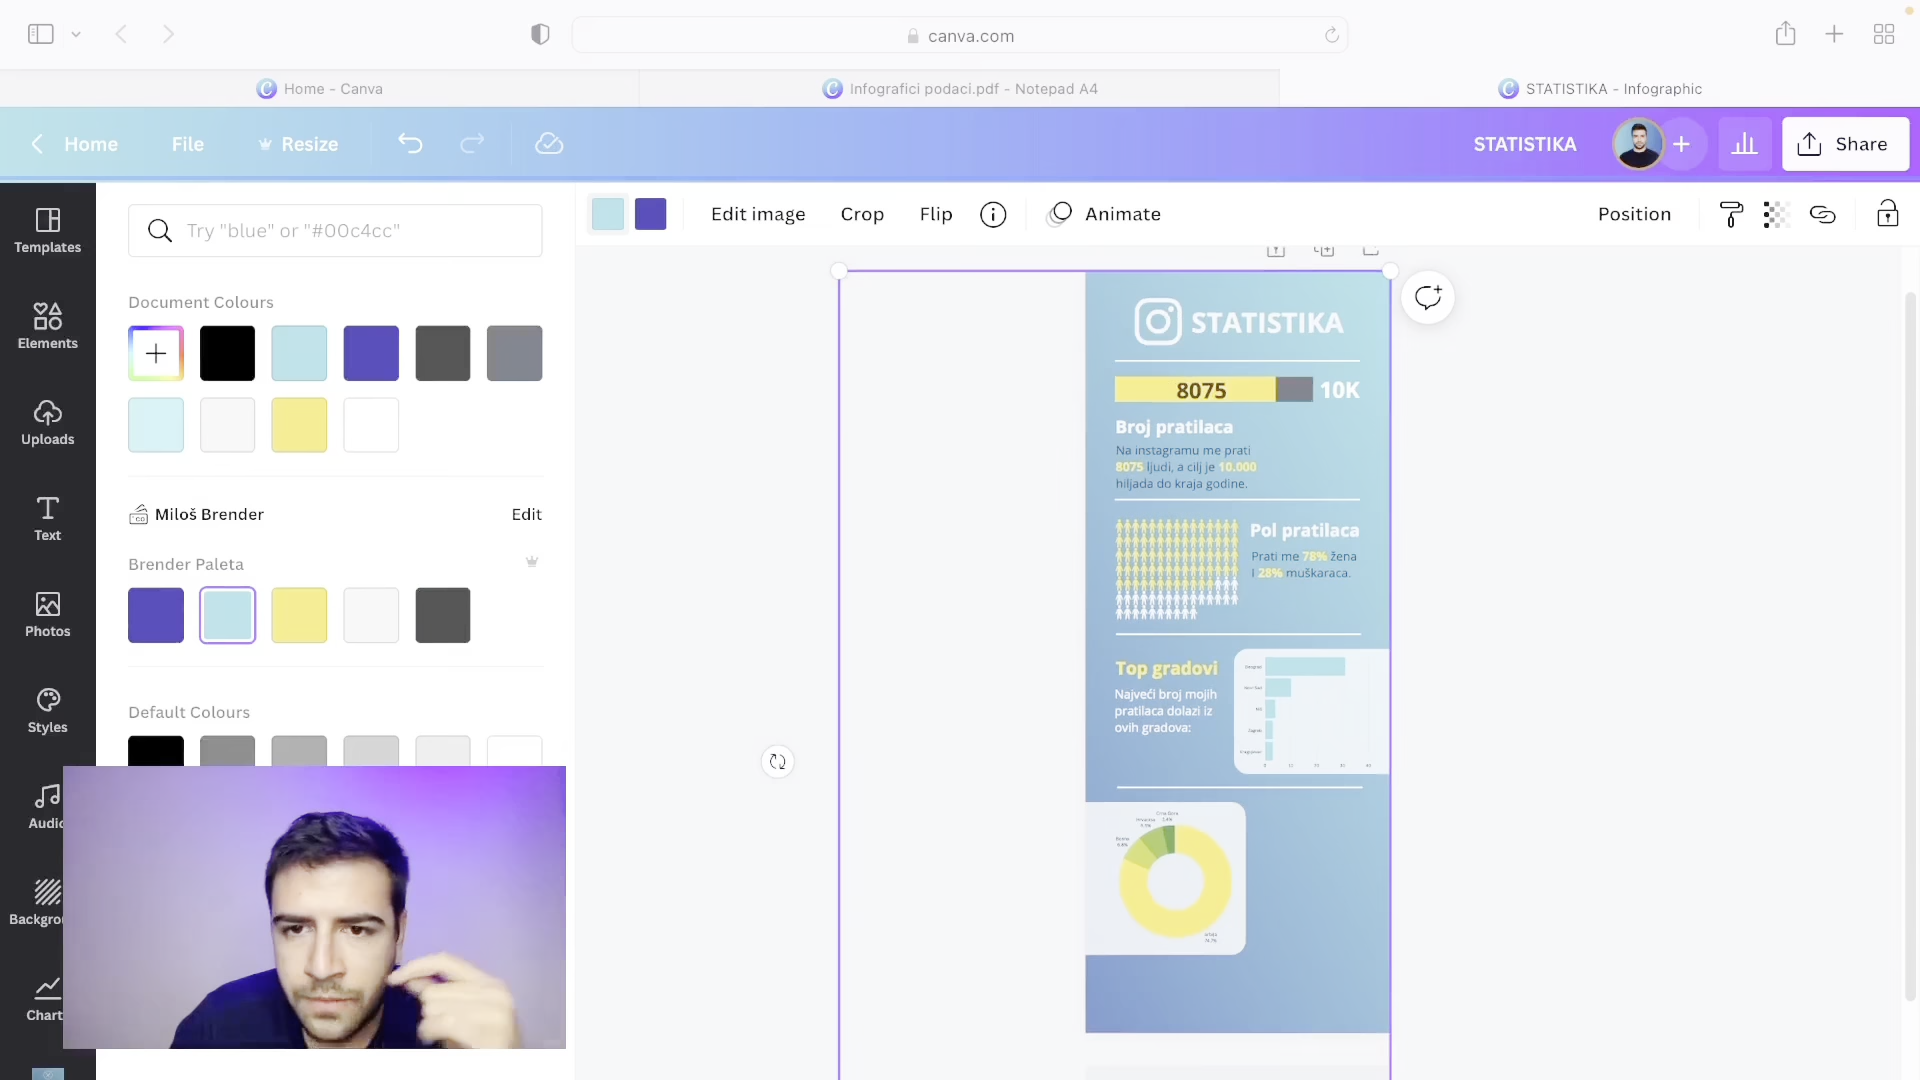 canva.com
Home - Canva
Infografici podaci.pdf - Notepad A4
STATISTIKA - Infographic
Home
File
Resize
STATISTIKA
Share
Templates
Elements
Uploads
Text
Photos
Styles
Audio
Backgrou
Chart
Try "blue" or "#00c4cc"
Document Colours
Miloš Brender
Edit
Brender Paleta
Default Colours
Edit image
Crop
Flip
Animate
Position
STATISTIKA
8075
10K
Broj pratilaca
Na instagramu me prati
8075 ljudi, a cilj je 10.000
hiljada do kraja godine.
Pol pratilaca
Prati me 78% žena
I 28% muškaraca.
Top gradovi
Najveći broj mojih
pratilaca dolazi iz
ovih gradova: